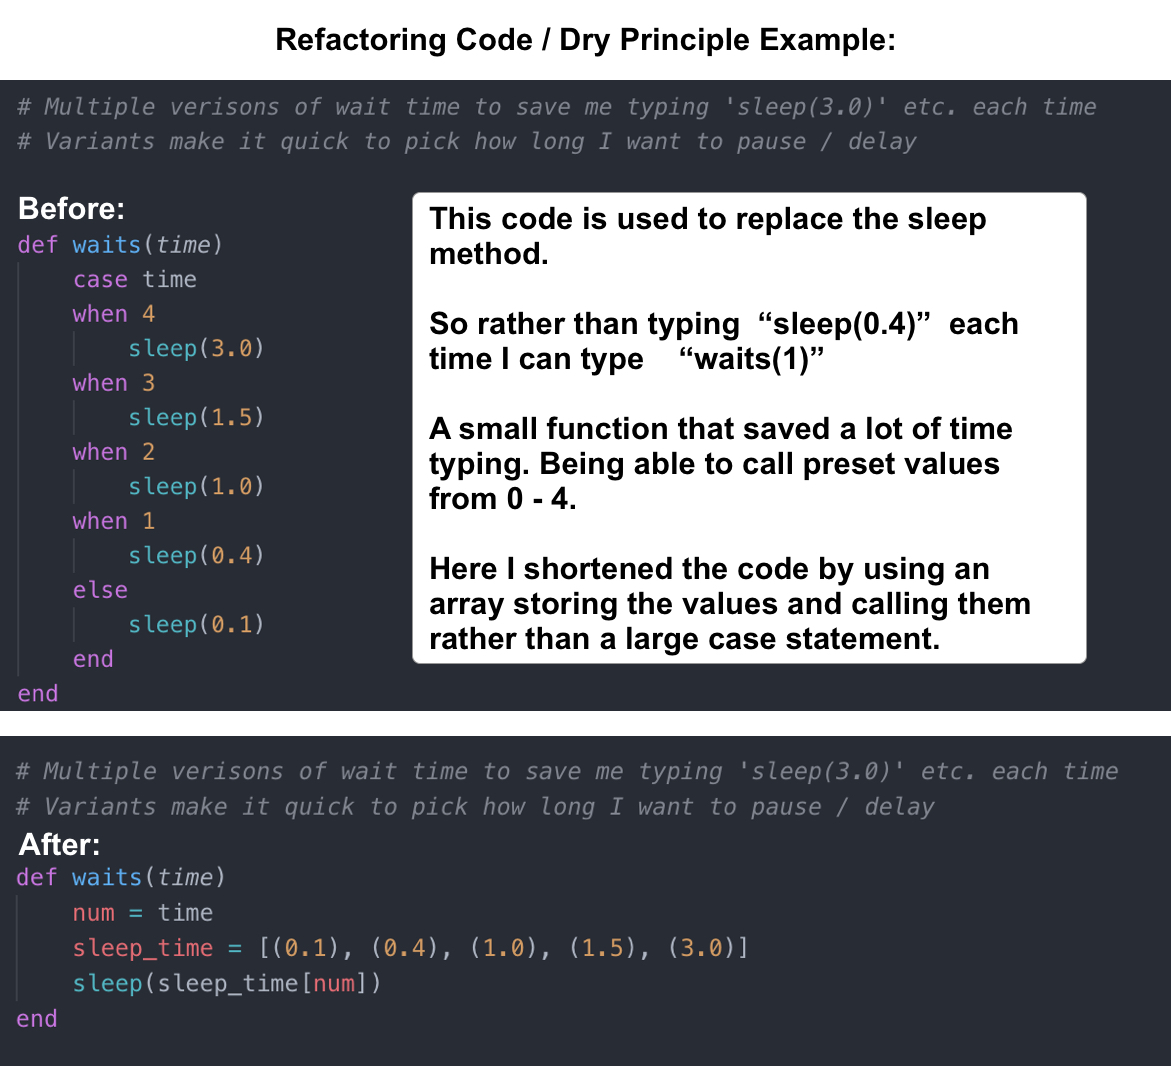 Refactoring Code / Dry Principle Example:
# Multiple verisons of wait time to save me typing 'sleep(3.0)' etc. each time
# Variants make it quick to pick how long I want to pause / delay
Before:
def waits(time)
    case time
    when 4
        sleep(3.0)
    when 3
        sleep(1.5)
    when 2
        sleep(1.0)
    when 1
        sleep(0.4)
    else
        sleep(0.1)
    end
end
This code is used to replace the sleep
method.
So rather than typing “sleep(0.4)” each
time I can type “waits(1)”
A small function that saved a lot of time
typing. Being able to call preset values
from 0 - 4.
Here I shortened the code by using an
array storing the values and calling them
rather than a large case statement.
# Multiple verisons of wait time to save me typing 'sleep(3.0)' etc. each time
# Variants make it quick to pick how long I want to pause / delay
After:
def waits(time)
    num = time
    sleep_time = [(0.1), (0.4), (1.0), (1.5), (3.0)]
    sleep(sleep_time[num])
end